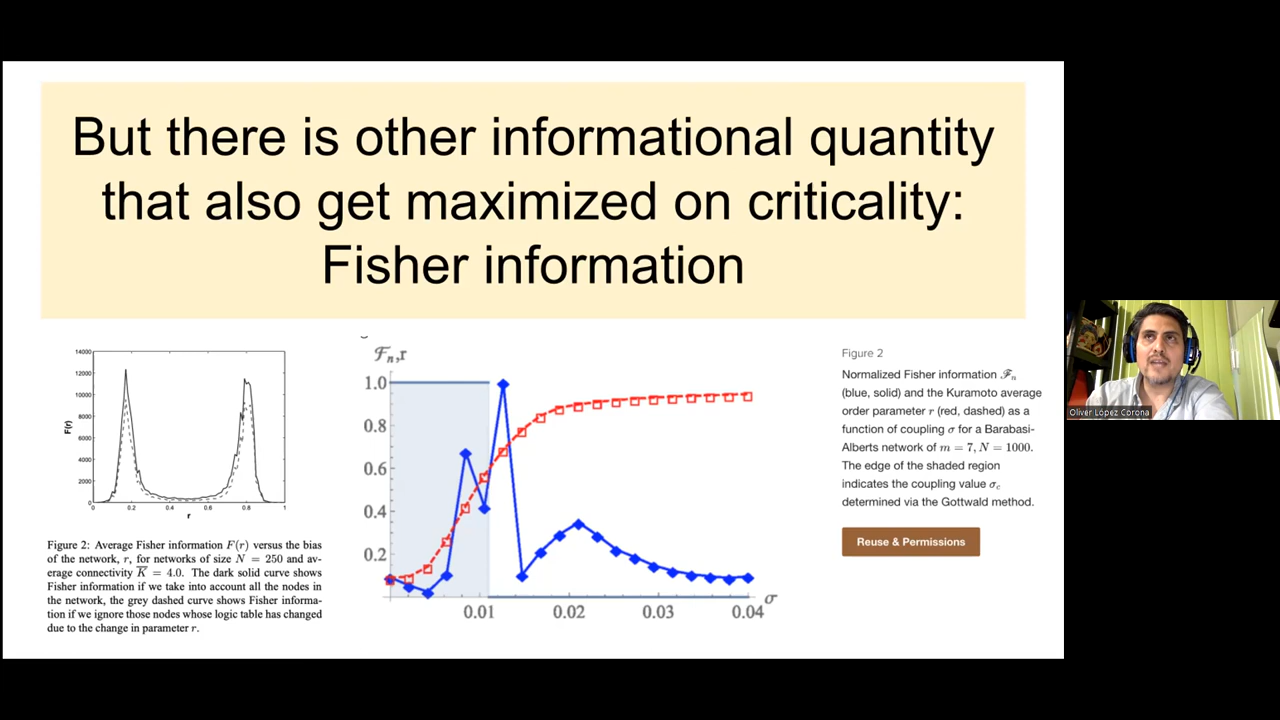 But there is other informational quantity
that also get maximized on criticality:
Fisher information
14000
12000
10000
8000
6000
4000
2000
0
F(r)
0
0.2
0.4
0.6
0.8
1
r
Figure 2: Average Fisher information F(r) versus the bias
of the network, r, for networks of size N = 250 and av-
erage connectivity K̅ = 4.0. The dark solid curve shows
Fisher information if we take into account all the nodes in
the network, the grey dashed curve shows Fisher informa-
tion if we ignore those nodes whose logic table has changed
due to the change in parameter r.
ℱₙ,r
1.0
0.8
0.6
0.4
0.2
0.01
0.02
0.03
0.04
σ
Figure 2
Normalized Fisher information ℱₙ
(blue, solid) and the Kuramoto average
order parameter r (red, dashed) as a
function of coupling σ for a Barabasi-
Alberts network of m = 7, N = 1000.
The edge of the shaded region
indicates the coupling value σc
determined via the Gottwald method.
Reuse & Permissions
Oliver López Corona